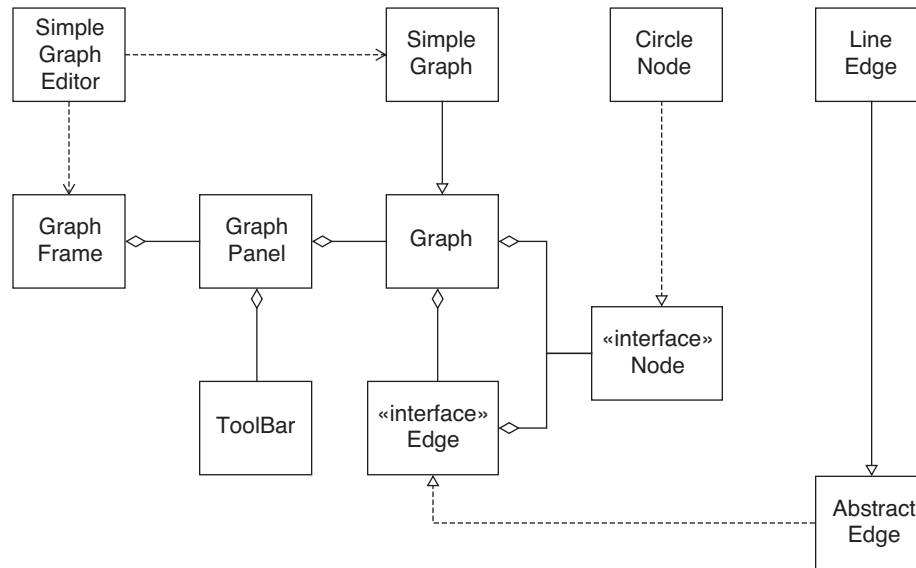 Simple
Graph
Editor
Simple
Graph
Circle
Node
Line
Edge
Graph
Frame
Graph
Panel
Graph
«interface»
Node
ToolBar
«interface»
Edge
Abstract
Edge